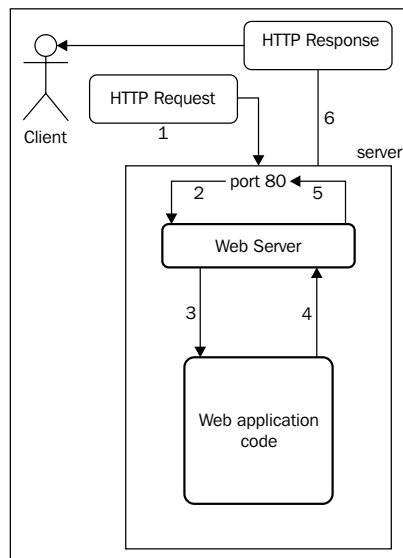 HTTP Response
HTTP Request
Client
1
6
server
2
port 80
5
Web Server
3
4
Web application
code